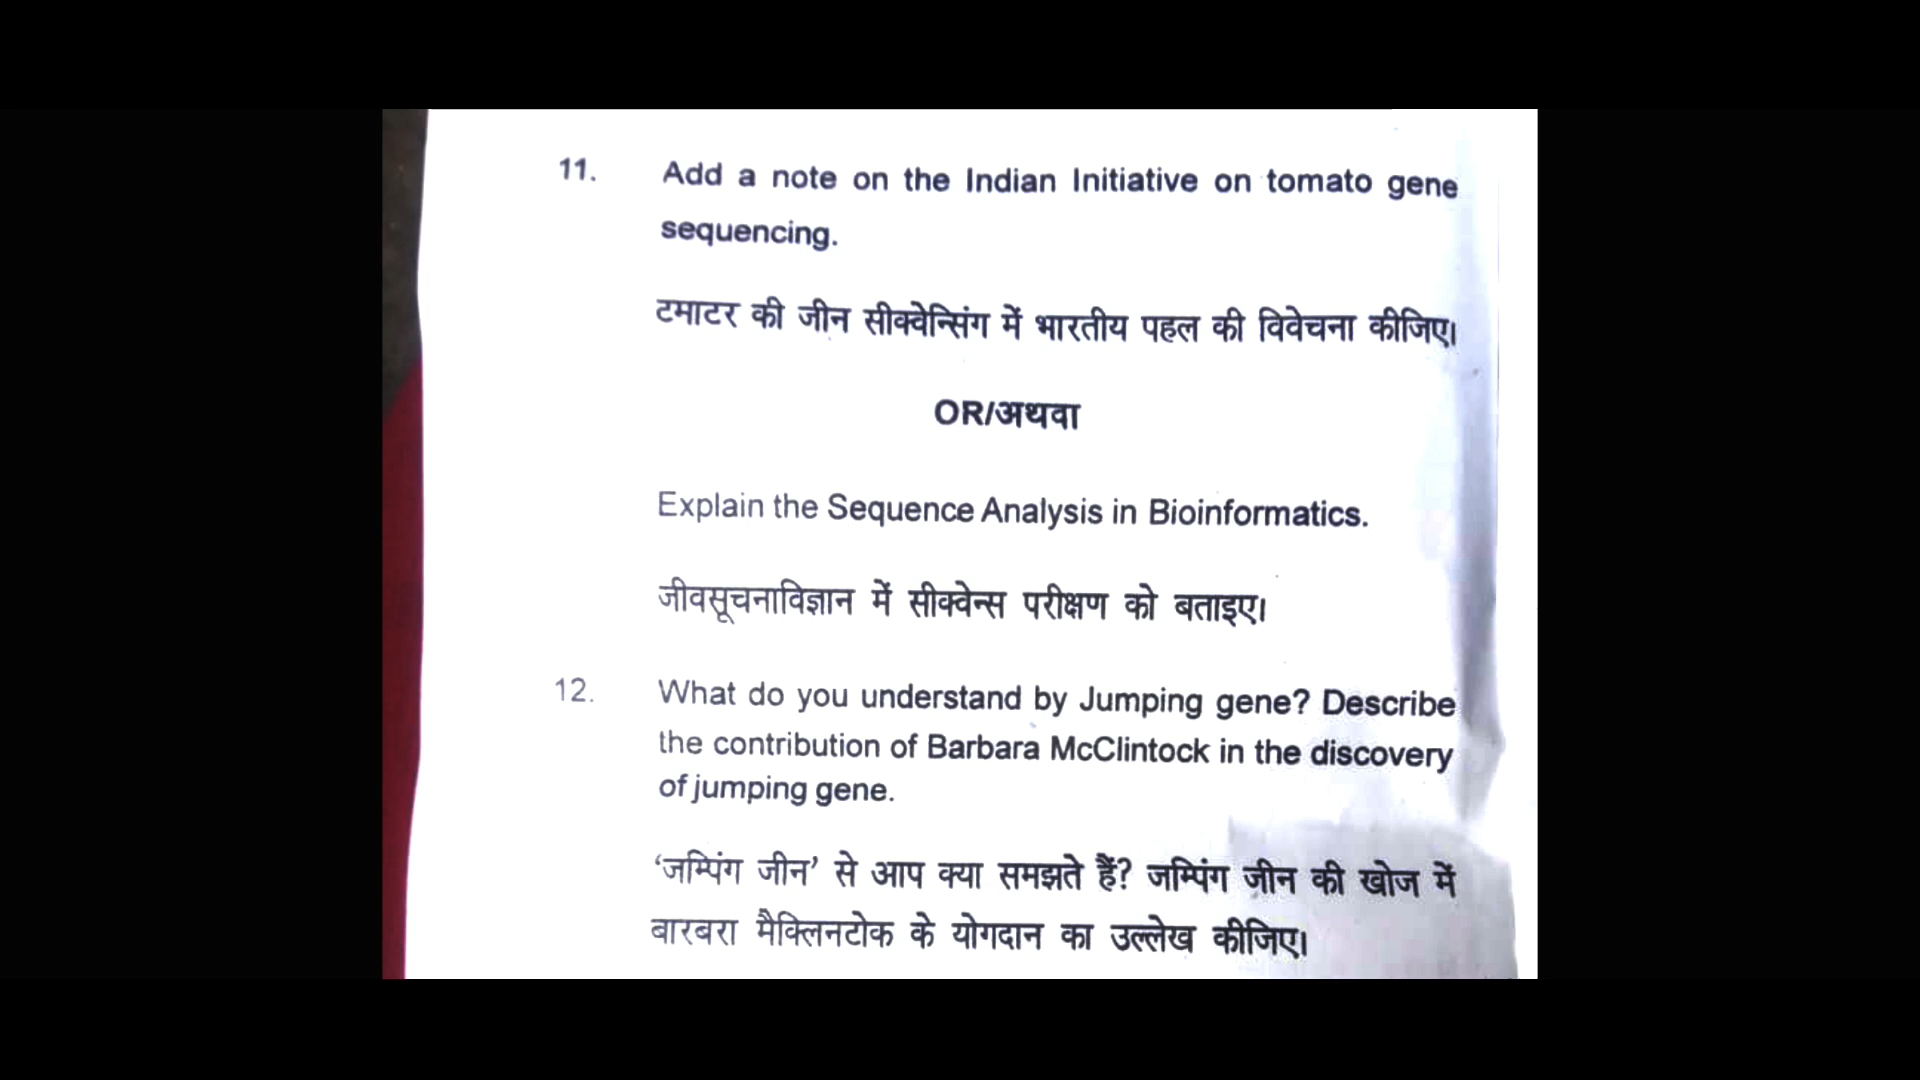 11. Add a note on the Indian Initiative on tomato gene
sequencing.
टमाटर की जीन सीक्वेन्सिंग में भारतीय पहल की विवेचना कीजिए।
OR/अथवा
Explain the Sequence Analysis in Bioinformatics.
जीवसूचनाविज्ञान में सीक्वेन्स परीक्षण को बताइए।
12. What do you understand by Jumping gene? Describe
the contribution of Barbara McClintock in the discovery
of jumping gene.
‘जम्पिंग जीन’ से आप क्या समझते हैं? जम्पिंग जीन की खोज में
बारबरा मैक्लिनटोक के योगदान का उल्लेख कीजिए।